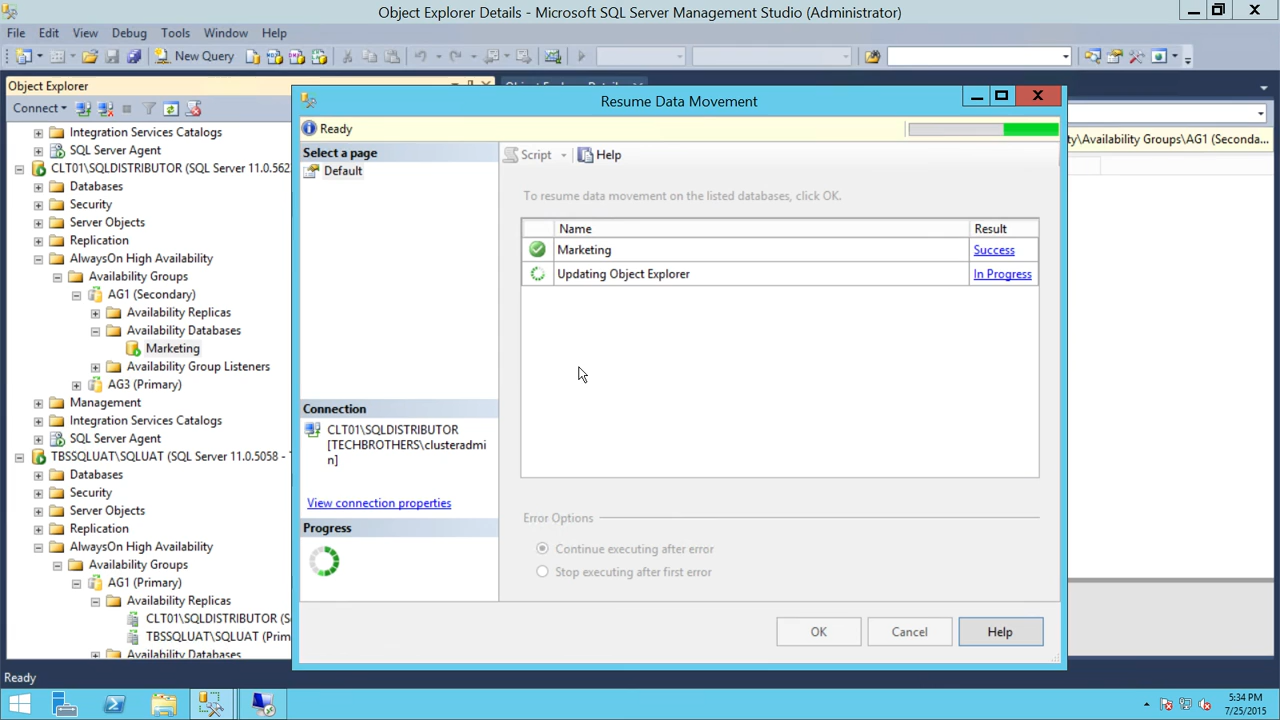 Object Explorer Details - Microsoft SQL Server Management Studio (Administrator)
File Edit View Debug Tools Window Help
New Query
Object Explorer
Connect
Integration Services Catalogs
SQL Server Agent
CLT01\SQLDISTRIBUTOR (SQL Server 11.0.562
Databases
Security
Server Objects
Replication
AlwaysOn High Availability
Availability Groups
AG1 (Secondary)
Availability Replicas
Availability Databases
Marketing
Availability Group Listeners
AG3 (Primary)
Management
Integration Services Catalogs
SQL Server Agent
TBSSQLUAT\SQLUAT (SQL Server 11.0.5058 -
Databases
Security
Server Objects
Replication
AlwaysOn High Availability
Availability Groups
AG1 (Primary)
Availability Replicas
CLT01\SQLDISTRIBUTOR (S
TBSSQLUAT\SQLUAT (Prim
Availability Databases
Resume Data Movement
Ready
Select a page
Default
Script Help
To resume data movement on the listed databases, click OK.
Name Result
Marketing Success
Updating Object Explorer In Progress
Connection
CLT01\SQLDISTRIBUTOR
[TECHBROTHERS\clusteradmi
n]
View connection properties
Progress
Error Options
Continue executing after error
Stop executing after first error
OK Cancel Help
ty\Availability Groups\AG1 (Seconda...
Ready
5:34 PM
7/25/2015